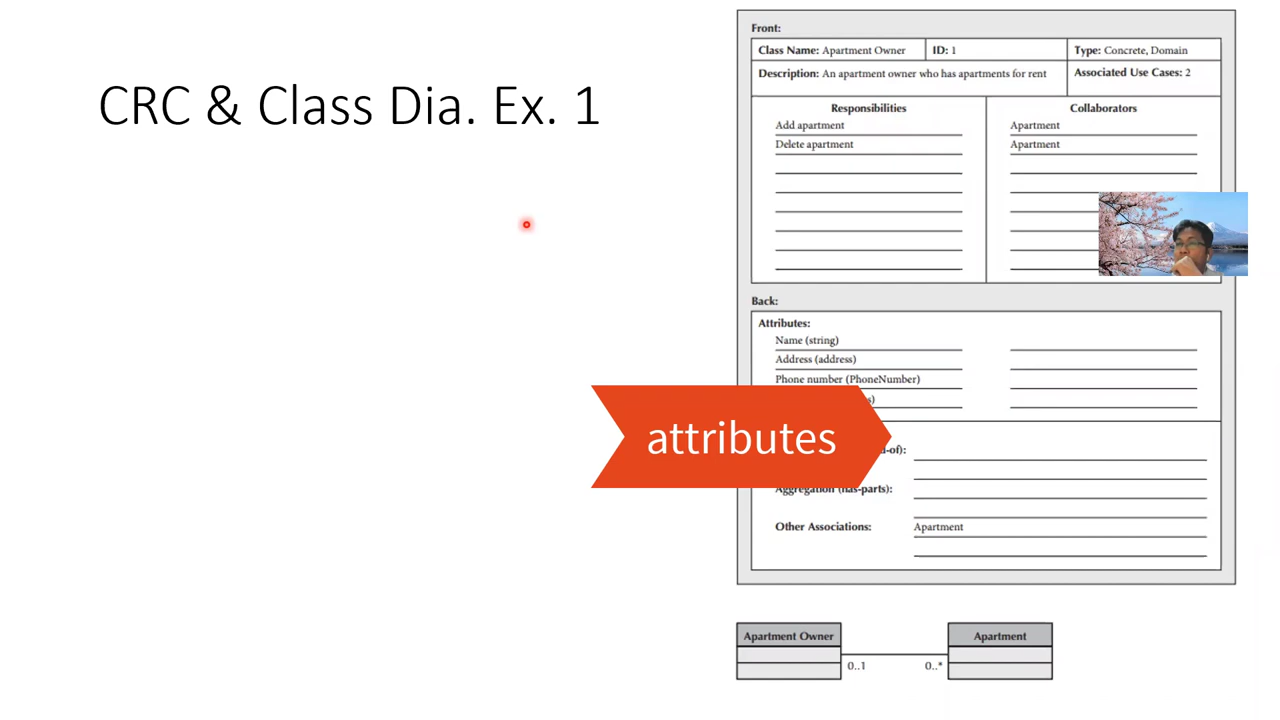 CRC & Class Dia. Ex. 1
Front:
Class Name: Apartment Owner
ID: 1
Type: Concrete, Domain
Description: An apartment owner who has apartments for rent
Associated Use Cases: 2
Responsibilities
Collaborators
Add apartment
Apartment
Delete apartment
Apartment
Back:
Attributes:
Name (string)
Address (address)
Phone number (PhoneNumber)
attributes
Aggregation (has-parts):
Other Associations:
Apartment
Apartment Owner
Apartment
0..1
0..*